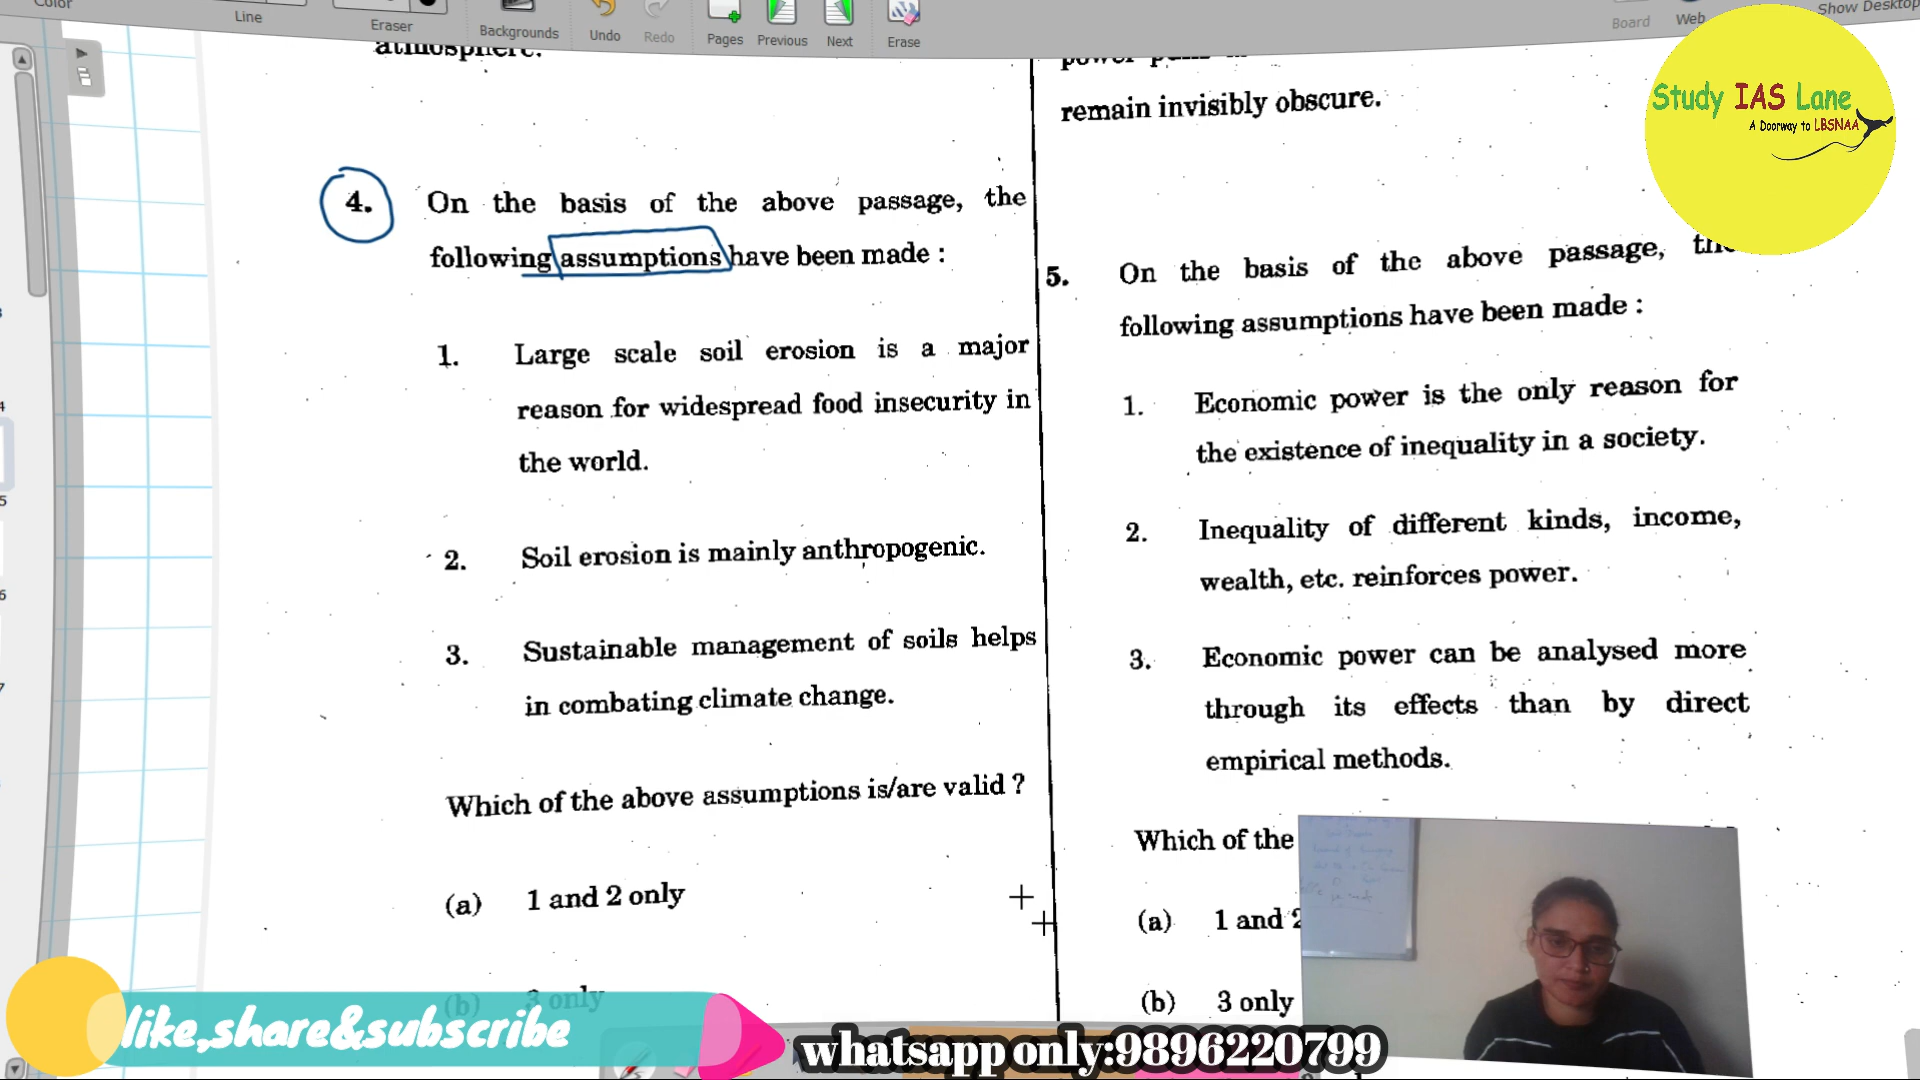 Color
Line
Eraser
Backgrounds
Undo
Redo
Pages
Previous
Next
Erase
Board
Web
Show Desktop
Study IAS Lane
A Doorway to LBSNAA
atmosphere.
4. On the basis of the above passage, the
following assumptions have been made :
1. Large scale soil erosion is a major
reason for widespread food insecurity in
the world.
2. Soil erosion is mainly anthropogenic.
3. Sustainable management of soils helps
in combating climate change.
Which of the above assumptions is/are valid ?
(a) 1 and 2 only
(b) 3 only
remain invisibly obscure.
5. On the basis of the above passage, the
following assumptions have been made :
1. Economic power is the only reason for
the existence of inequality in a society.
2. Inequality of different kinds, income,
wealth, etc. reinforces power.
3. Economic power can be analysed more
through its effects than by direct
empirical methods.
Which of the
(a) 1 and 2
(b) 3 only
like,share&subscribe
whatsapp only:9896220799